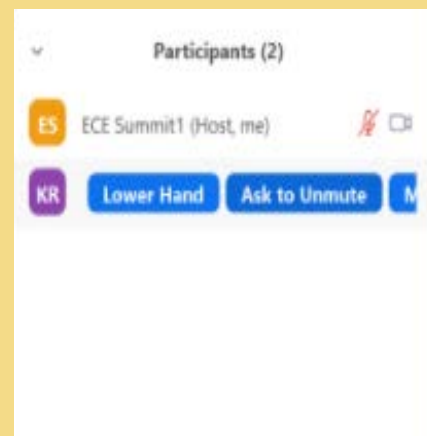 Participants (2)
ES ECE Summit1 (Host, me)
KR Lower Hand Ask to Unmute M